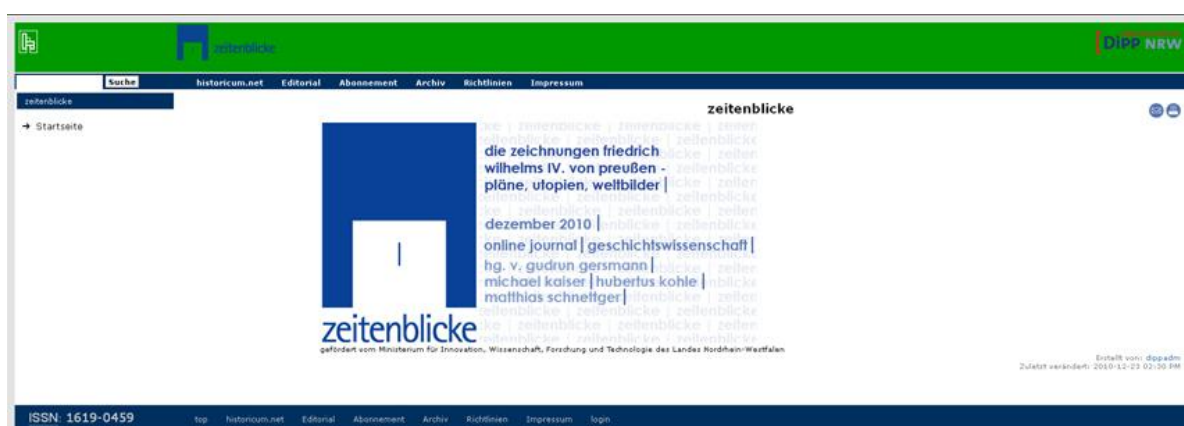 zeitenblicke
DiPP NRW
Suche
historicum.net Editorial Abonnement Archiv Richtlinien Impressum
zeitenblicke
→ Startseite
zeitenblicke
die zeichnungen friedrich
wilhelms IV. von preußen -
pläne, utopien, weltbilder |
dezember 2010 |
online journal | geschichtswissenschaft |
hg. v. gudrun gersmann |
michael kaiser | hubertus kohle |
matthias schnettger |
zeitenblicke
gefördert vom Ministerium für Innovation, Wissenschaft, Forschung und Technologie des Landes Nordrhein-Westfalen
Erstellt von: dippadm
Zuletzt verändert: 2010-12-23 02:30 PM
ISSN: 1619-0459
top historicum.net Editorial Abonnement Archiv Richtlinien Impressum login